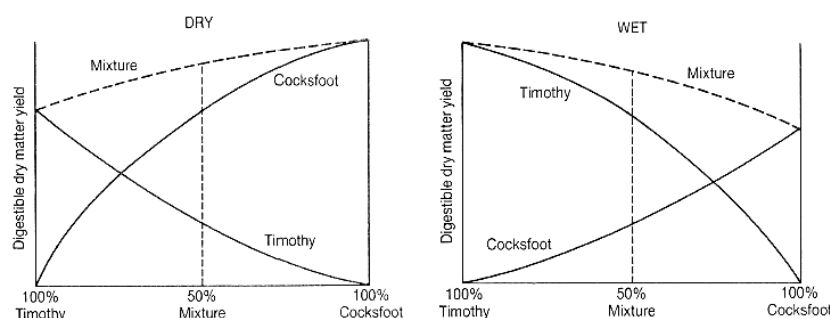 DRY
Digestible dry matter yield
Mixture
Cocksfoot
Timothy
100%
Timothy
50%
Mixture
100%
Cocksfoot
WET
Digestible dry matter yield
Mixture
Timothy
Cocksfoot
100%
Timothy
50%
Mixture
100%
Cocksfoot